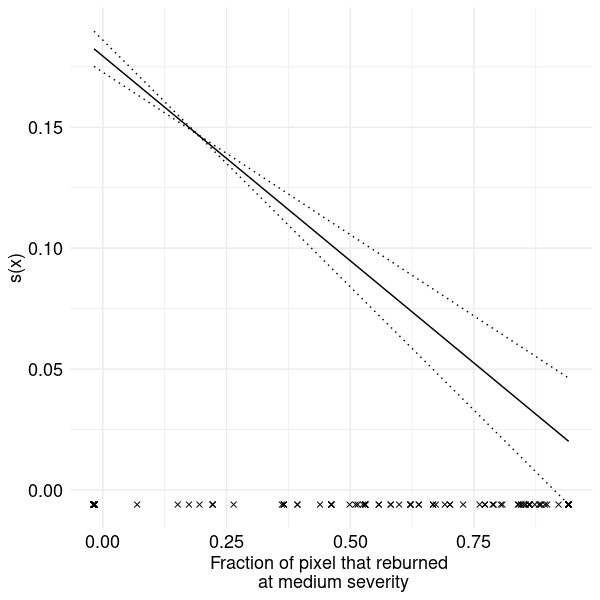 s(x)
0.15
0.10
0.05
0.00
0.00 0.25 0.50 0.75
Fraction of pixel that reburned
at medium severity